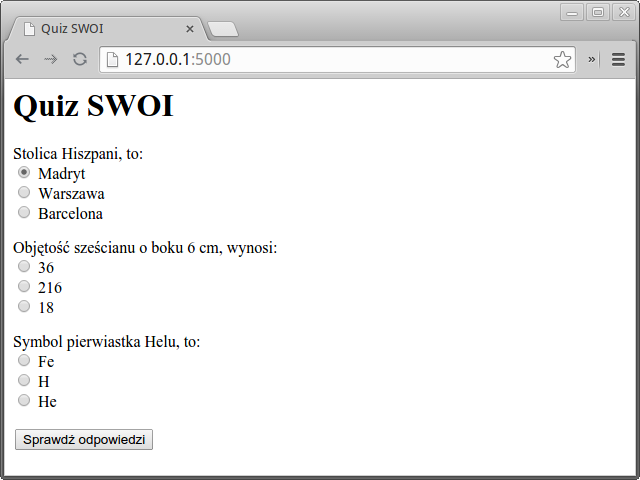 Quiz SWOI
127.0.0.1:5000
Quiz SWOI
Stolica Hiszpani, to:
Madryt
Warszawa
Barcelona
Objętość sześcianu o boku 6 cm, wynosi:
36
216
18
Symbol pierwiastka Helu, to:
Fe
H
He
Sprawdź odpowiedzi